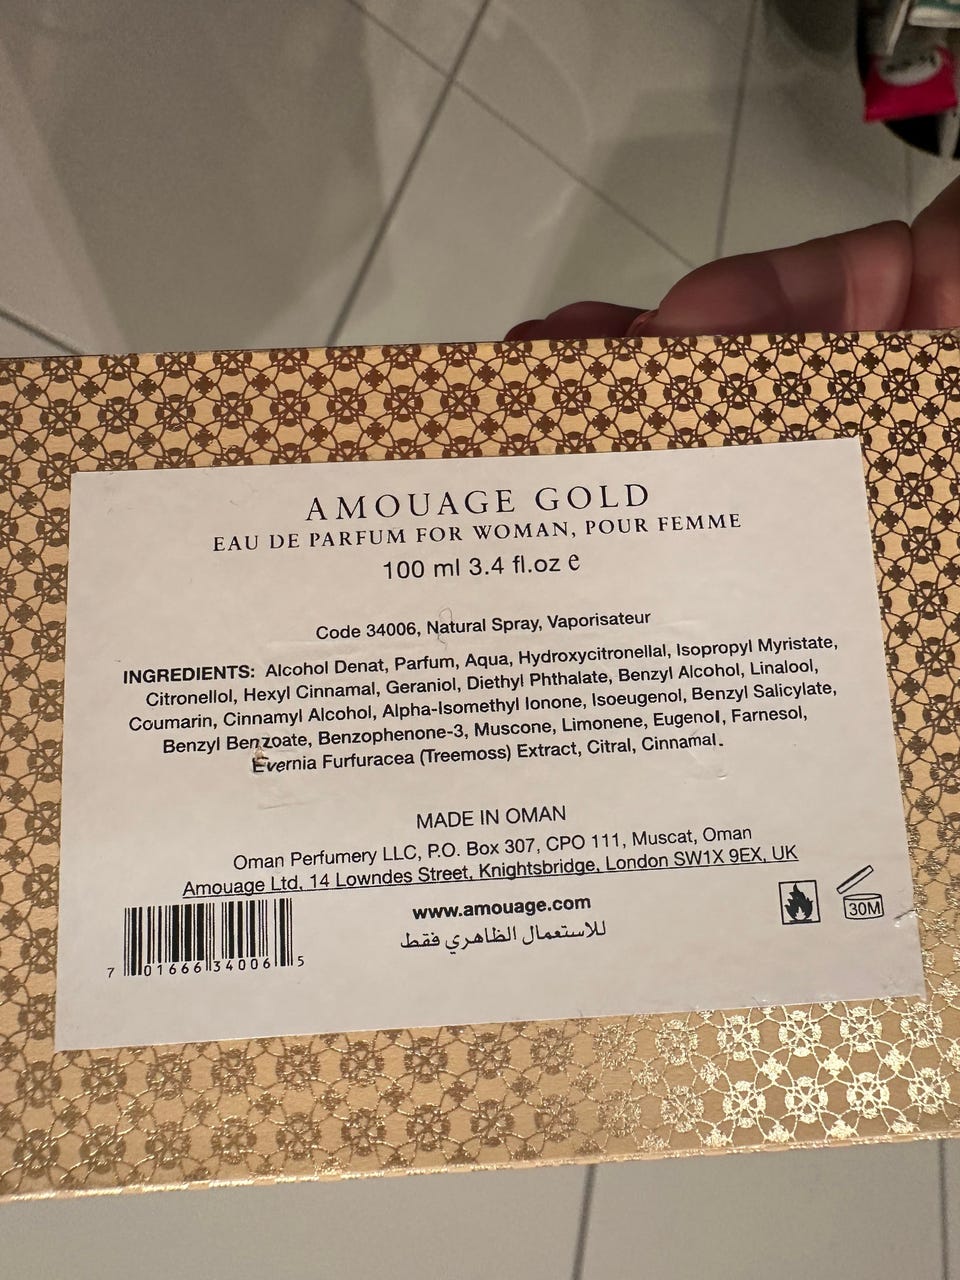 AMOUAGE GOLD
EAU DE PARFUM FOR WOMAN, POUR FEMME
100 ml 3.4 fl.oz e
Code 34006, Natural Spray, Vaporisateur
INGREDIENTS: Alcohol Denat, Parfum, Aqua, Hydroxycitronellal, Isopropyl Myristate,
Citronellol, Hexyl Cinnamal, Geraniol, Diethyl Phthalate, Benzyl Alcohol, Linalool,
Coumarin, Cinnamyl Alcohol, Alpha-Isomethyl Ionone, Isoeugenol, Benzyl Salicylate,
Benzyl Benzoate, Benzophenone-3, Muscone, Limonene, Eugenol, Farnesol,
Evernia Furfuracea (Treemoss) Extract, Citral, Cinnamal.
MADE IN OMAN
Oman Perfumery LLC, P.O. Box 307, CPO 111, Muscat, Oman
Amouage Ltd, 14 Lowndes Street, Knightsbridge, London SW1X 9EX, UK
www.amouage.com
للاستعمال الظاهري فقط
30M
7 01666 34006 5